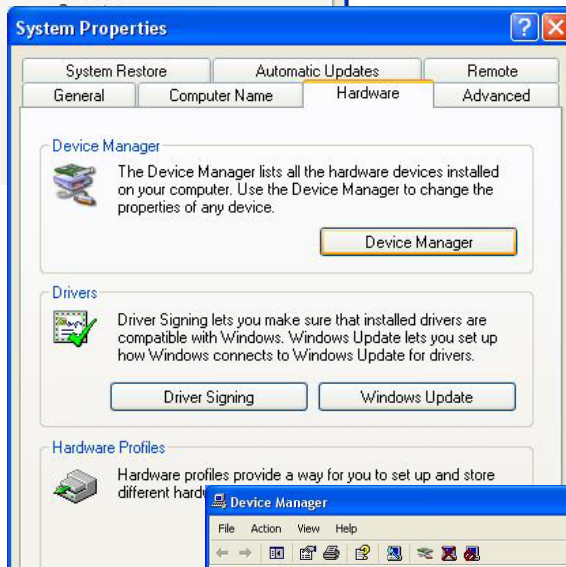 System Properties
System Restore
Automatic Updates
Remote
General
Computer Name
Hardware
Advanced
Device Manager
The Device Manager lists all the hardware devices installed
on your computer. Use the Device Manager to change the
properties of any device.
Device Manager
Drivers
Driver Signing lets you make sure that installed drivers are
compatible with Windows. Windows Update lets you set up
how Windows connects to Windows Update for drivers.
Driver Signing
Windows Update
Hardware Profiles
Hardware profiles provide a way for you to set up and store
different
Device Manager
File Action View Help